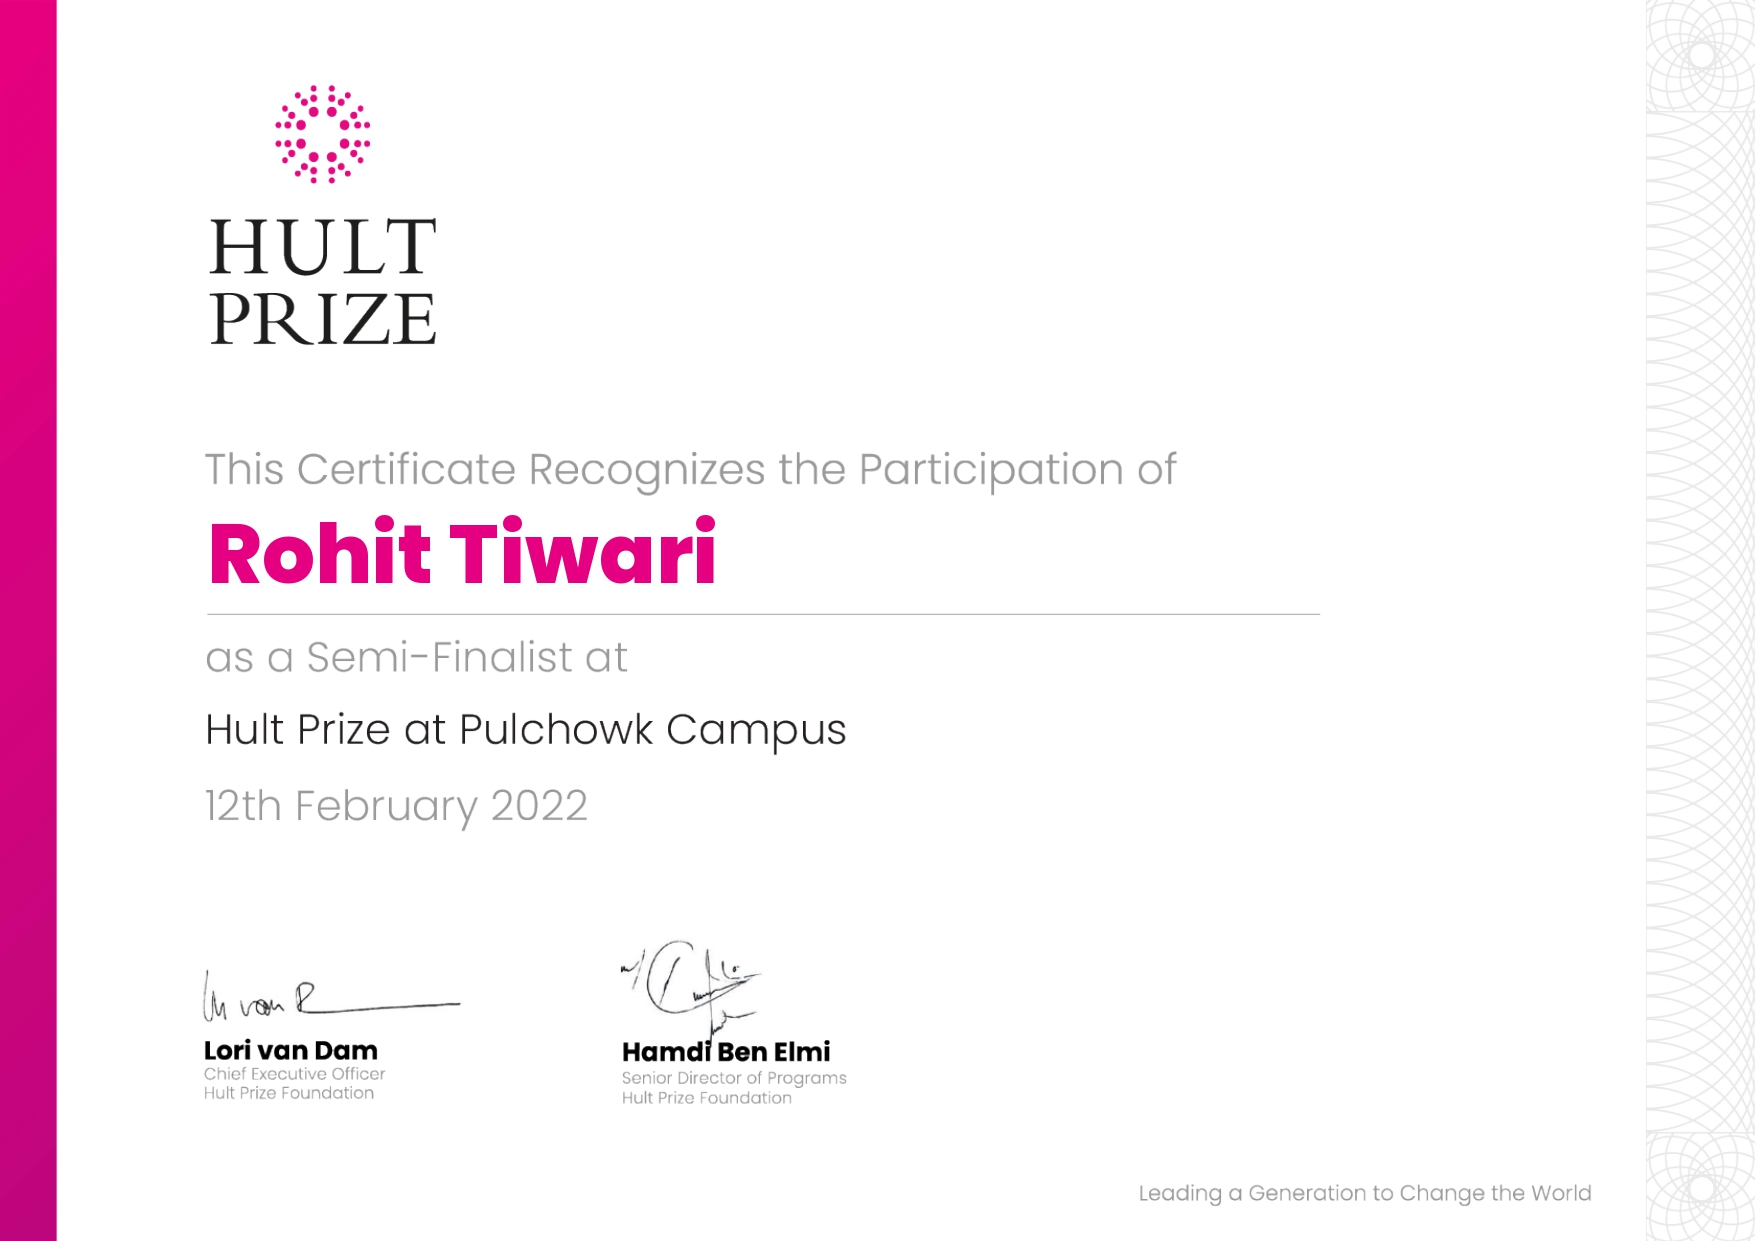 HULT
PRIZE
This Certificate Recognizes the Participation of
Rohit Tiwari
as a Semi-Finalist at
Hult Prize at Pulchowk Campus
12th February 2022
Lori van Dam
Chief Executive Officer
Hult Prize Foundation
Hamdi Ben Elmi
Senior Director of Programs
Hult Prize Foundation
Leading a Generation to Change the World